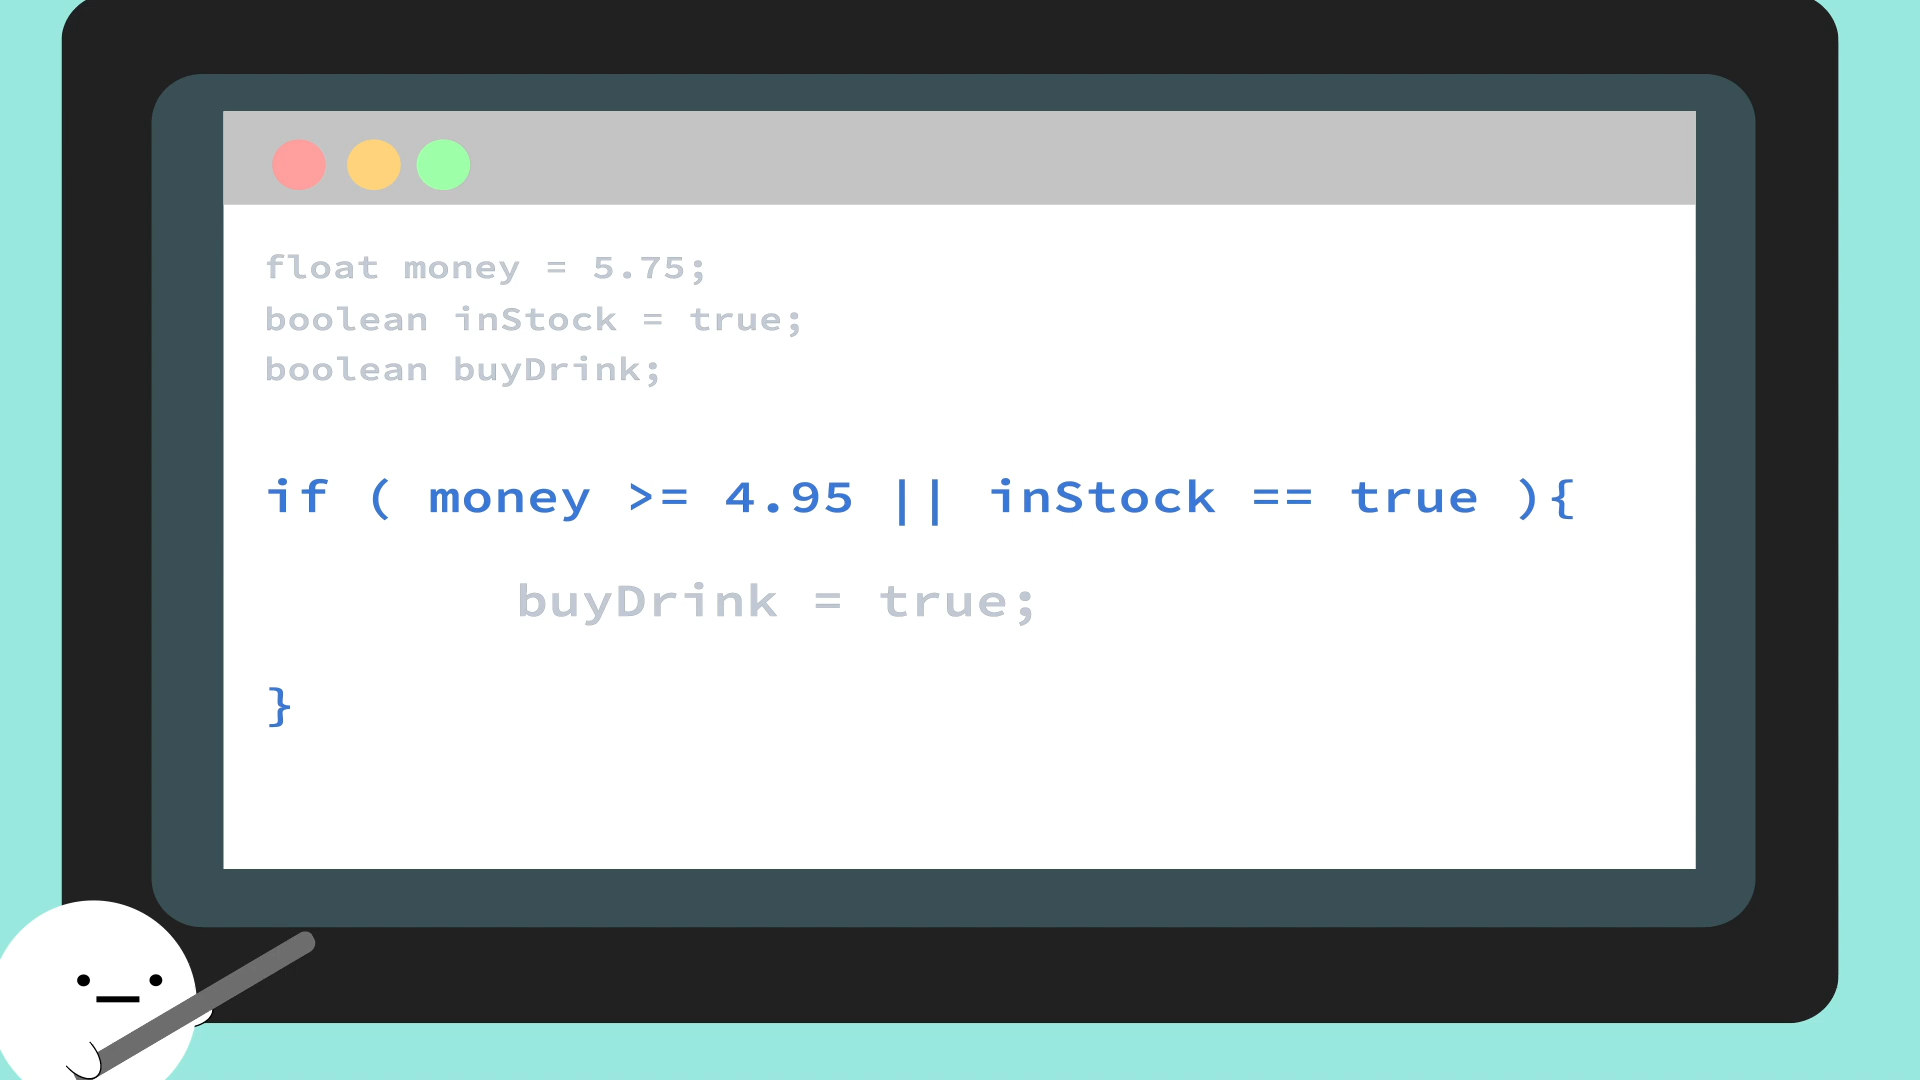 float money = 5.75;
boolean inStock = true;
boolean buyDrink;
if ( money >= 4.95 || inStock == true ){
buyDrink = true;
}